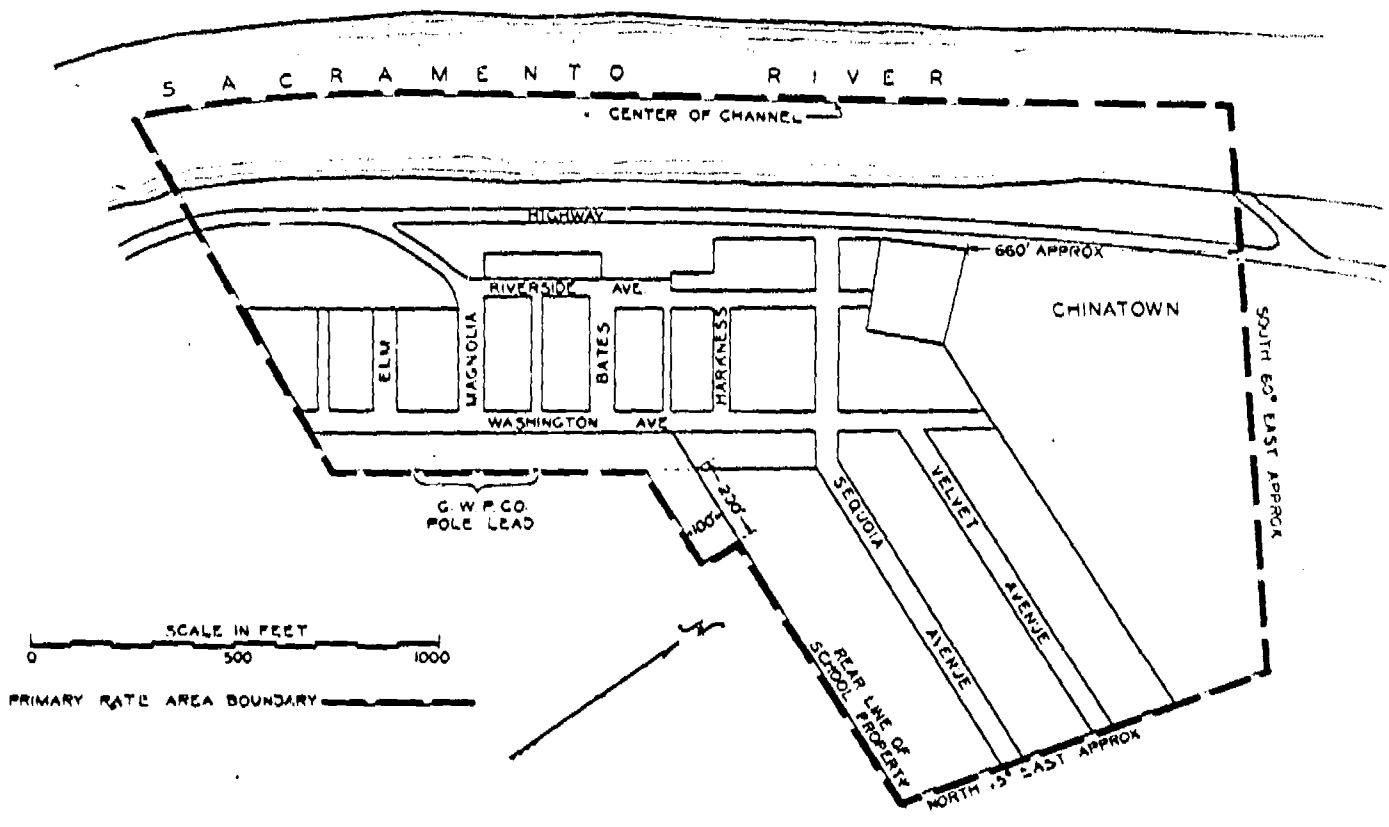 SACRAMENTO RIVER
CENTER OF CHANNEL
HIGHWAY
660' APPROX
RIVERSIDE AVE.
CHINATOWN
ELM
MAGNOLIA
BATES
HARKNESS
SOUTH 60° EAST APPROX
WASHINGTON AVE
G. W. P. CO.
POLE LEAD
200'
100'
SEQUOIA AVENUE
VELVET AVENUE
SCALE IN FEET
0 500 1000
PRIMARY RATE AREA BOUNDARY
N
REAR LINE OF
SCHOOL PROPERTY
NORTH EAST APPROX